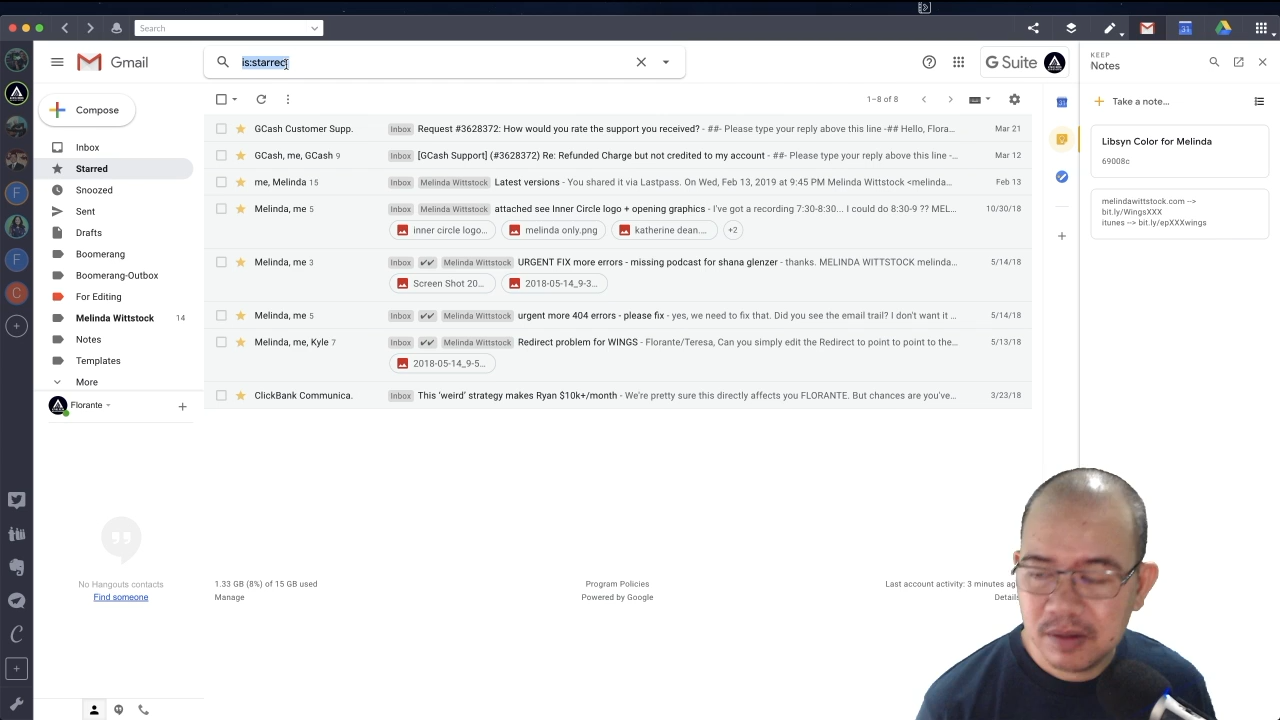 Search
Gmail
is:starred
G Suite
KEEP
Notes
Compose
1–8 of 8
Take a note...
Inbox
Starred
Snoozed
Sent
Drafts
Boomerang
Boomerang-Outbox
For Editing
Melinda Wittstock 14
Notes
Templates
More
Florante
No Hangouts contacts
Find someone
GCash Customer Supp. Inbox Request #3628372: How would you rate the support you received? - ##- Please type your reply above this line -## Hello, Flora… Mar 21
GCash, me, GCash 9 Inbox [GCash Support] (#3628372) Re: Refunded Charge but not credited to my account - ##- Please type your reply above this line -… Mar 12
me, Melinda 15 Inbox Melinda Wittstock Latest versions - You shared it via Lastpass. On Wed, Feb 13, 2019 at 9:45 PM Melinda Wittstock <melinda… Feb 13
Melinda, me 5 Inbox Melinda Wittstock attached see Inner Circle logo + opening graphics - I've got a recording 7:30-8:30... I could do 8:30-9 ?? MEL… 10/30/18
inner circle logo... melinda only.png katherine dean.... +2
Melinda, me 3 Inbox ✔✔ Melinda Wittstock URGENT FIX more errors - missing podcast for shana glenzer - thanks. MELINDA WITTSTOCK melinda… 5/14/18
Screen Shot 20... 2018-05-14_9-3...
Melinda, me 5 Inbox ✔✔ Melinda Wittstock urgent more 404 errors - please fix - yes, we need to fix that. Did you see the email trail? I don't want it … 5/14/18
Melinda, me, Kyle 7 Inbox ✔✔ Melinda Wittstock Redirect problem for WINGS - Florante/Teresa, Can you simply edit the Redirect to point to point to the… 5/13/18
2018-05-14_9-5...
ClickBank Communica. Inbox This 'weird' strategy makes Ryan $10k+/month - We're pretty sure this directly affects you FLORANTE. But chances are you've… 3/23/18
1.33 GB (8%) of 15 GB used
Manage
Program Policies
Powered by Google
Last account activity: 3 minutes
Details
Libsyn Color for Melinda
69008c
melindawittstock.com -->
bit.ly/WingsXXX
itunes --> bit.ly/epXXXwings